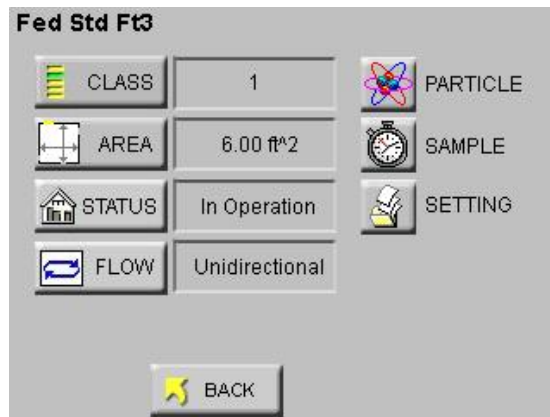 Fed Std Ft3
CLASS 1 PARTICLE
AREA 6.00 ft^2 SAMPLE
STATUS In Operation SETTING
FLOW Unidirectional
BACK